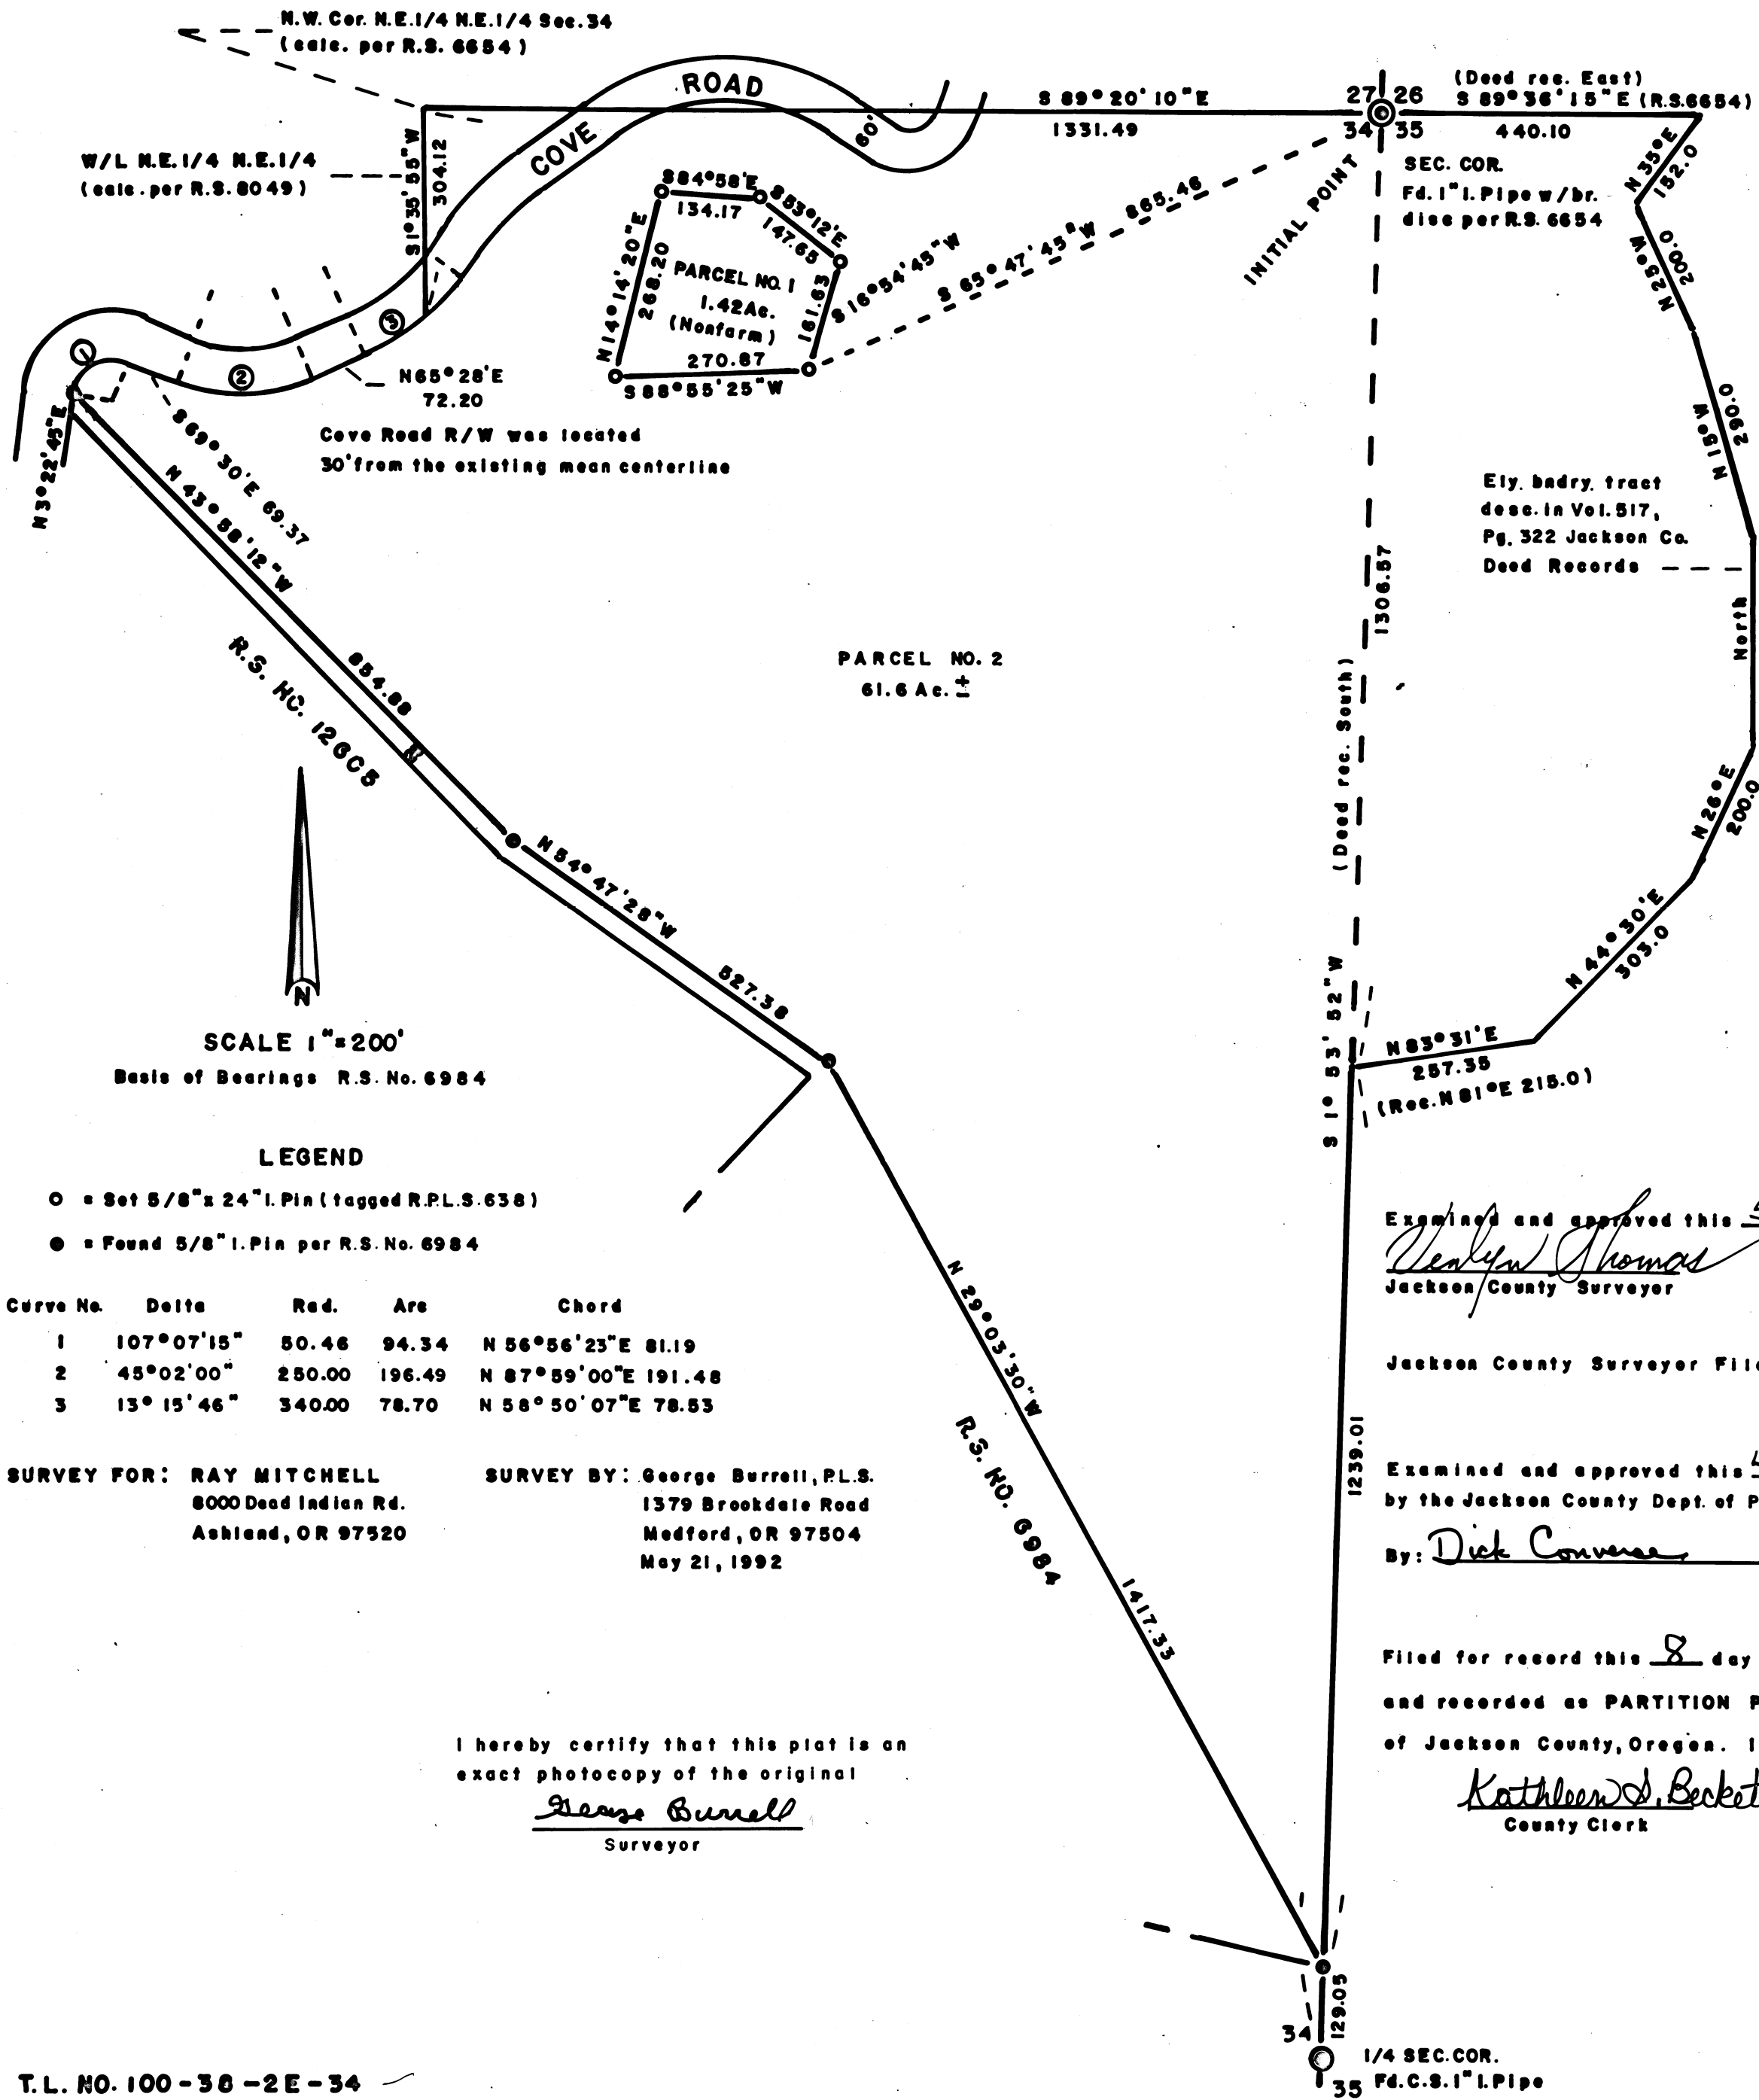 N.W. Cor. N.E.1/4 N.E.1/4 Sec.34
(calc. per R.S. 6654)
ROAD
COVE
60'
S 89°20'10"E
1331.49
27 26
34 35
(Deed rec. East)
S 89°36'15"E (R.S.6654)
440.10
W/L N.E.1/4 N.E.1/4
(calc. per R.S. 8049)
S1°35'55"W
304.12
SEC. COR.
Fd. 1" I. Pipe w/br.
disc per R.S. 6654
INITIAL POINT
N 35°E
152.0
N 25°W
200.0
N 15°W
290.0
S84°58'E
134.17
S53°12'E
147.65
PARCEL NO. 1
1.42Ac.
(Nonfarm)
N14°14'20"E
268.20
161.63
S16°54'45"W
270.87
S88°55'25"W
S 65°47'45"W 865.46
3
2
N65°28'E
72.20
Cove Road R/W was located
30' from the existing mean centerline
N3°22'45"E
S69°30'E 69.37
N 43°58'12"W
854.88
R.S. NO. 12605
Ely. bndry. tract
desc. in Vol. 517,
Pg. 322 Jackson Co.
Deed Records
North
1306.57
(Deed rec. South)
S 1°53'52"W
PARCEL NO. 2
61.6 Ac. ±
N 26°E
200.0
N 44°30'E
303.0
N 83°31'E
257.35
(Rec. N 81°E 215.0)
N 54°47'28"W
527.38
N
SCALE 1"=200'
Basis of Bearings R.S. No. 6984
LEGEND
= Set 5/8"x 24" I. Pin (tagged R.P.L.S. 638)
= Found 5/8" I. Pin per R.S. No. 6984
Curve No. Delta Rad. Arc Chord
1 107°07'15" 50.46 94.34 N 56°56'23"E 81.19
2 45°02'00" 250.00 196.49 N 87°59'00"E 191.48
3 13°15'46" 340.00 78.70 N 58°50'07"E 78.53
SURVEY FOR: RAY MITCHELL
8000 Dead Indian Rd.
Ashland, OR 97520
SURVEY BY: George Burrell, P.L.S.
1379 Brookdale Road
Medford, OR 97504
May 21, 1992
N 29°03'30"W
1417.33
R.S. NO. 6984
1239.01
Examined and approved this
Jackson County Surveyor
Jackson County Surveyor File
Examined and approved this 4
by the Jackson County Dept. of P
By: Dick Converse
Filed for record this 8 day
and recorded as PARTITION P
of Jackson County, Oregon. I
Kathleen S. Beckett
County Clerk
I hereby certify that this plat is an
exact photocopy of the original
George Burrell
Surveyor
129.05
34
35
1/4 SEC. COR.
Fd. C.S. 1" I. Pipe
T.L. NO. 100-38-2E-34